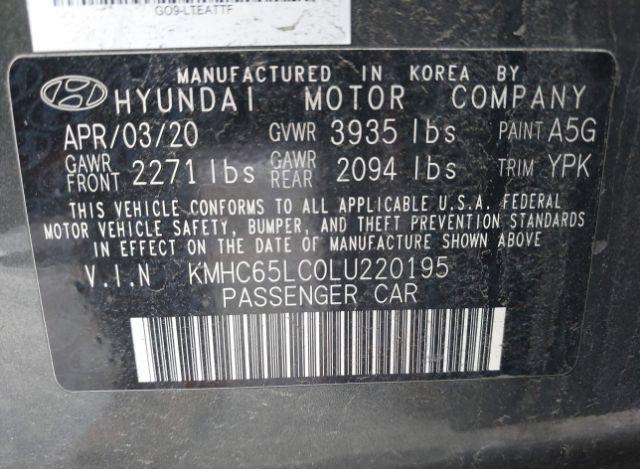 GO9-LTEATTF
MANUFACTURED IN KOREA BY
HYUNDAI MOTOR COMPANY
APR/03/20 GVWR 3935 lbs PAINT A5G
GAWR FRONT 2271 lbs GAWR REAR 2094 lbs TRIM YPK
THIS VEHICLE CONFORMS TO ALL APPLICABLE U.S.A. FEDERAL
MOTOR VEHICLE SAFETY, BUMPER, AND THEFT PREVENTION STANDARDS
IN EFFECT ON THE DATE OF MANUFACTURE SHOWN ABOVE
V.I.N KMHC65LC0LU220195
PASSENGER CAR